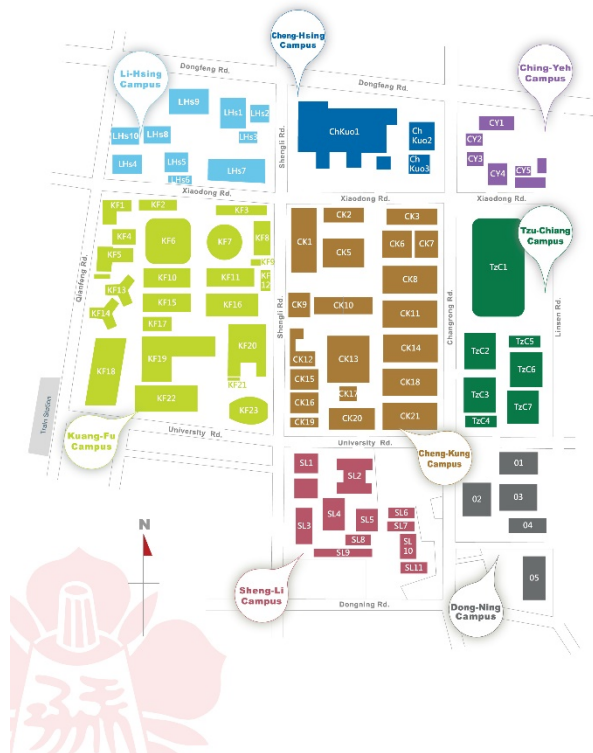 Cheng-Hsing
Campus
Dongfeng Rd.
Li-Hsing
Campus
Ching-Yeh
Campus
Dongfeng Rd.
LHs9
LHs1
LHs2
LHs3
LHs10
LHs8
LHs4
LHs5
LHs6
LHs7
Shengli Rd.
ChKuo1
Ch
Kuo2
Ch
Kuo3
CY1
CY2
CY3
CY4
CY5
Xiaodong Rd.
Xiaodong Rd.
Xiaodong Rd.
KF1
KF2
KF3
KF4
KF5
KF6
KF7
KF8
KF9
KF10
KF11
KF
12
KF13
KF14
KF15
KF16
KF17
KF18
KF19
KF20
KF21
KF22
KF23
Qianfeng Rd.
Shengli Rd.
Train Station
Kuang-Fu
Campus
University Rd.
CK1
CK2
CK3
CK5
CK6
CK7
CK8
CK9
CK10
CK11
CK12
CK13
CK14
CK15
CK16
CK17
CK18
CK19
CK20
CK21
Changrong Rd.
Cheng-Kung
Campus
University Rd.
Tzu-Chiang
Campus
TzC1
TzC2
TzC3
TzC4
TzC5
TzC6
TzC7
Linsen Rd.
SL1
SL2
SL3
SL4
SL5
SL6
SL7
SL8
SL9
SL
10
SL11
Sheng-Li
Campus
01
02
03
04
05
Dong-Ning
Campus
Dongning Rd.
N